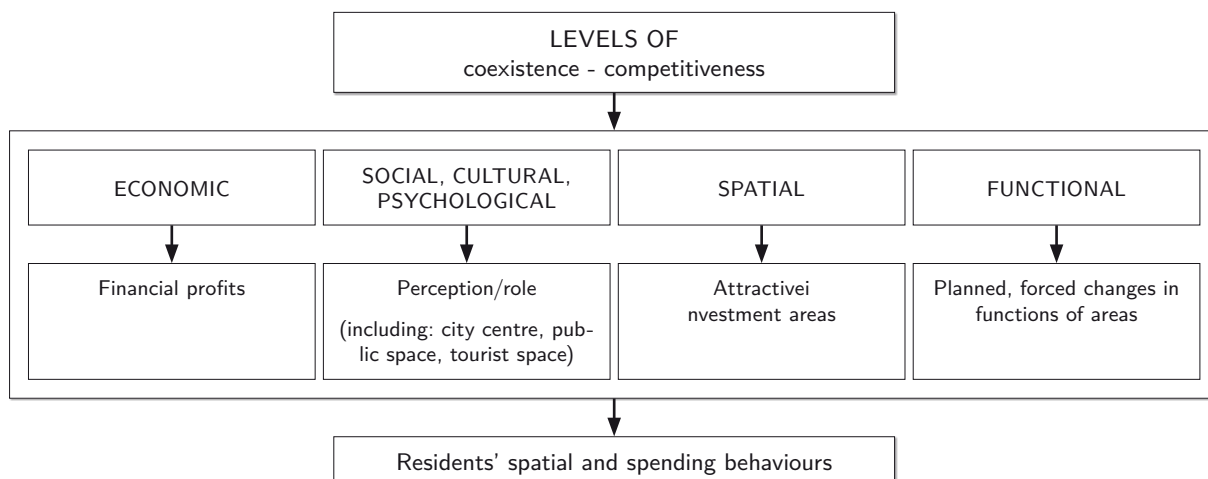 LEVELS OF
coexistence - competitiveness
ECONOMIC
SOCIAL, CULTURAL,
PSYCHOLOGICAL
SPATIAL
FUNCTIONAL
Financial profits
Perception/role
(including: city centre, pub-
lic space, tourist space)
Attractivei
nvestment areas
Planned, forced changes in
functions of areas
Residents' spatial and spending behaviours